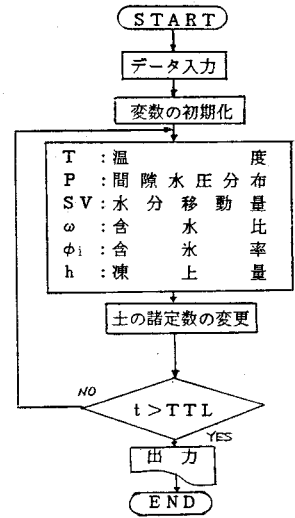 START
データ入力
変数の初期化
T : 温度
P : 間隙水圧分布
SV : 水分移動量
ω : 含水比
φi : 含氷率
h : 凍上量
土の諸定数の変更
NO
t>TTL
YES
出力
END